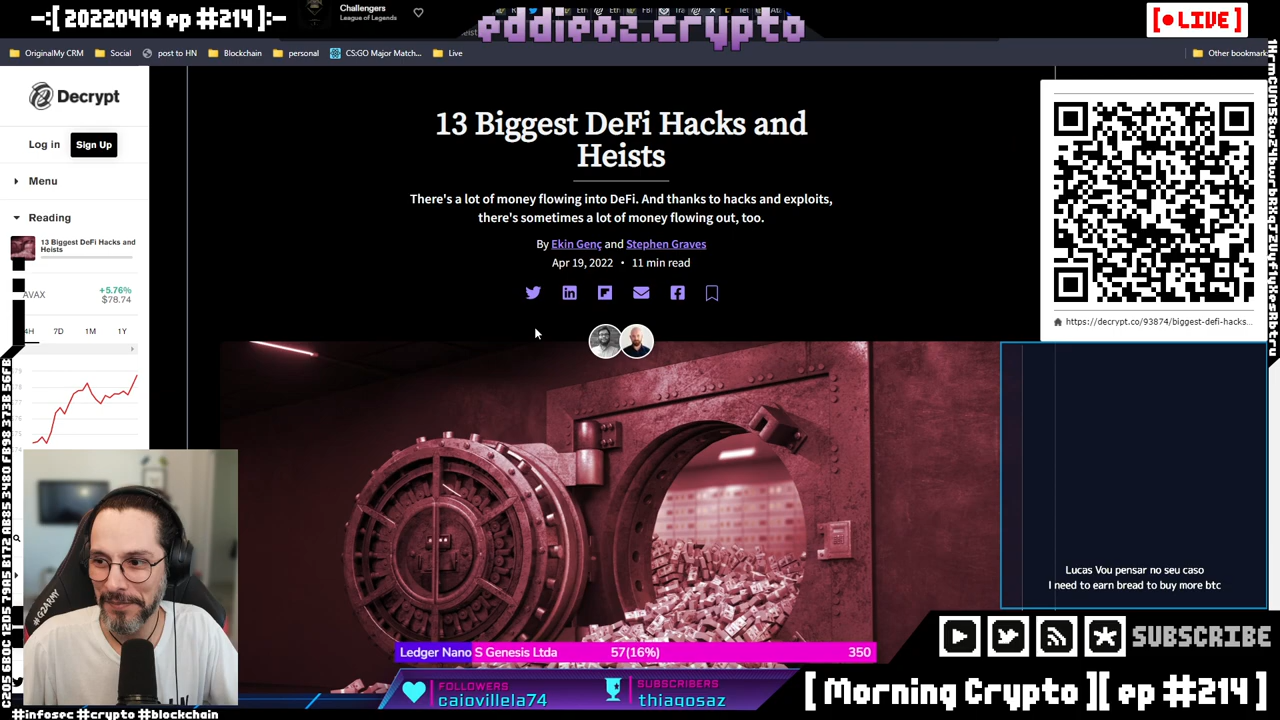 -:[ 20220419 ep #214 ]:-
Challengers
League of Legends
eddieoz.crypto
[•LIVE]
OriginalMy CRM
Social
post to HN
Blockchain
personal
CS:GO Major Match...
Live
Other bookmark
Decrypt
Log in
Sign Up
Menu
Reading
13 Biggest DeFi Hacks and
Heists
AVAX
+5.76%
$78.74
4H
7D
1M
1Y
13 Biggest DeFi Hacks and
Heists
There's a lot of money flowing into DeFi. And thanks to hacks and exploits,
there's sometimes a lot of money flowing out, too.
By Ekin Genç and Stephen Graves
Apr 19, 2022 • 11 min read
https://decrypt.co/93874/biggest-defi-hacks...
Lucas Vou pensar no seu caso
I need to earn bread to buy more btc
#G2ARMY
Ledger Nano S Genesis Ltda
57(16%)
350
FOLLOWERS
caiovillela74
SUBSCRIBERS
thiagosaz
SUBSCRIBE
[ Morning Crypto ][ ep #214 ]
#infosec #crypto #blockchain